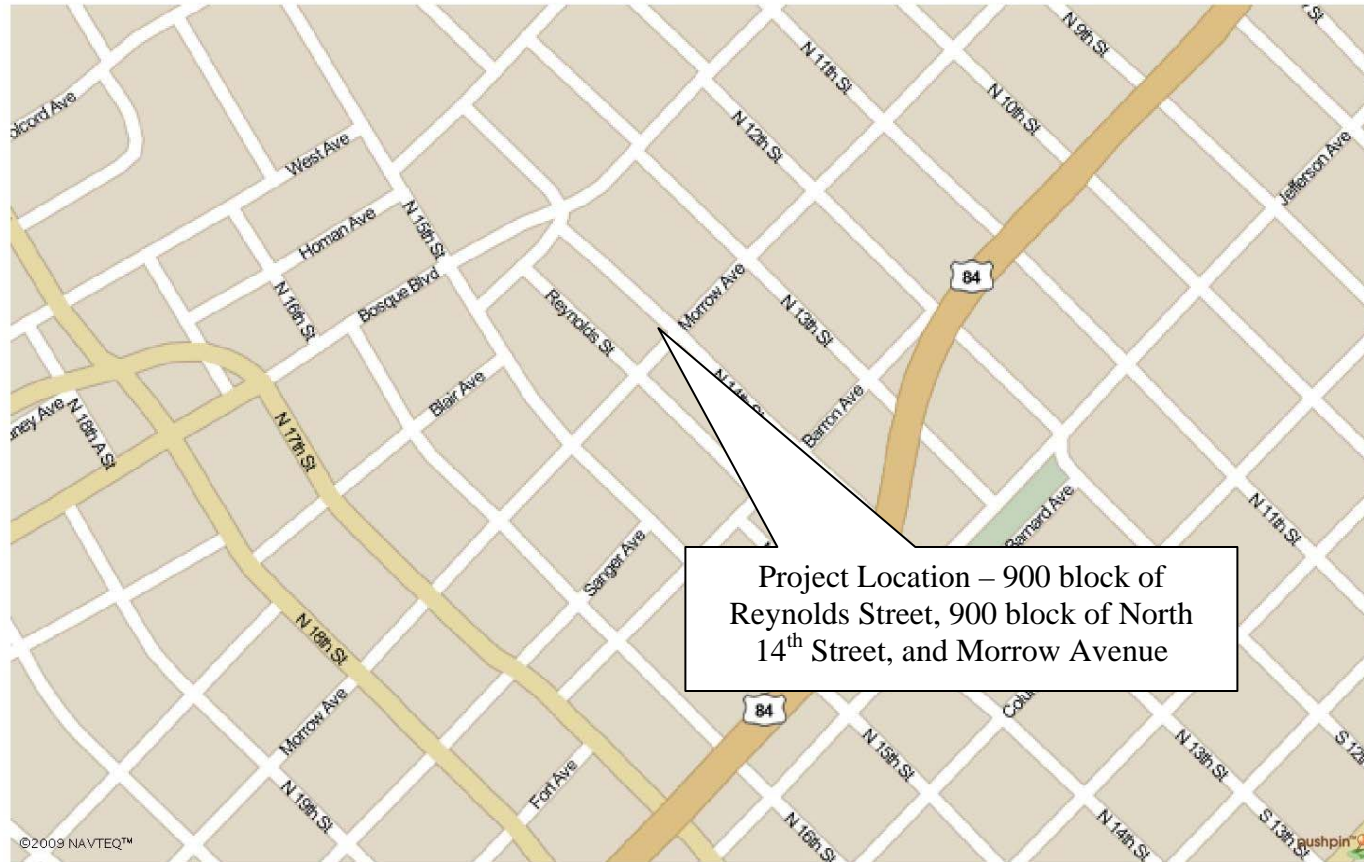 N 9th St
St
N 11th St
N 10th St
N 12th St
West Ave
Jefferson Ave
Homan Ave
N 15th St
84
N 16th St
Bosque Blvd
Morrow Ave
Reynolds St
N 13th St
Blair Ave
N 14th St
N 18th A St
N 17th St
Barron Ave
Barnard Ave
N 11th St
Sanger Ave
Project Location – 900 block of
Reynolds Street, 900 block of North
14th Street, and Morrow Avenue
N 18th St
84
Morrow Ave
N 15th St
N 13th St
Fort Ave
N 19th St
N 16th St
N 14th St
S 13th St
©2009 NAVTEQ™
pushpin™